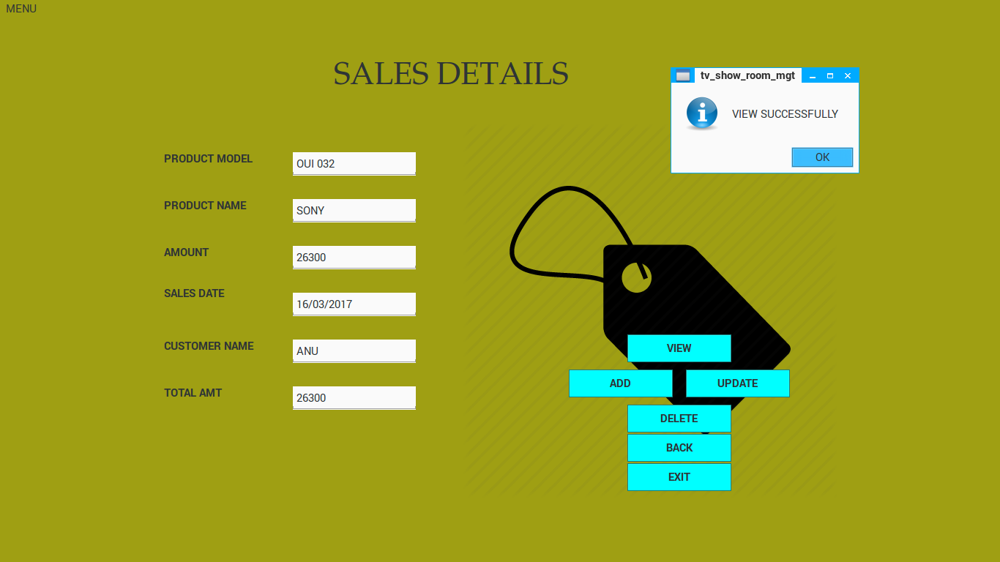 MENU
SALES DETAILS
tv_show_room_mgt
VIEW SUCCESSFULLY
OK
PRODUCT MODEL
OUI 032
PRODUCT NAME
SONY
AMOUNT
26300
SALES DATE
16/03/2017
CUSTOMER NAME
ANU
TOTAL AMT
26300
VIEW
ADD
UPDATE
DELETE
BACK
EXIT